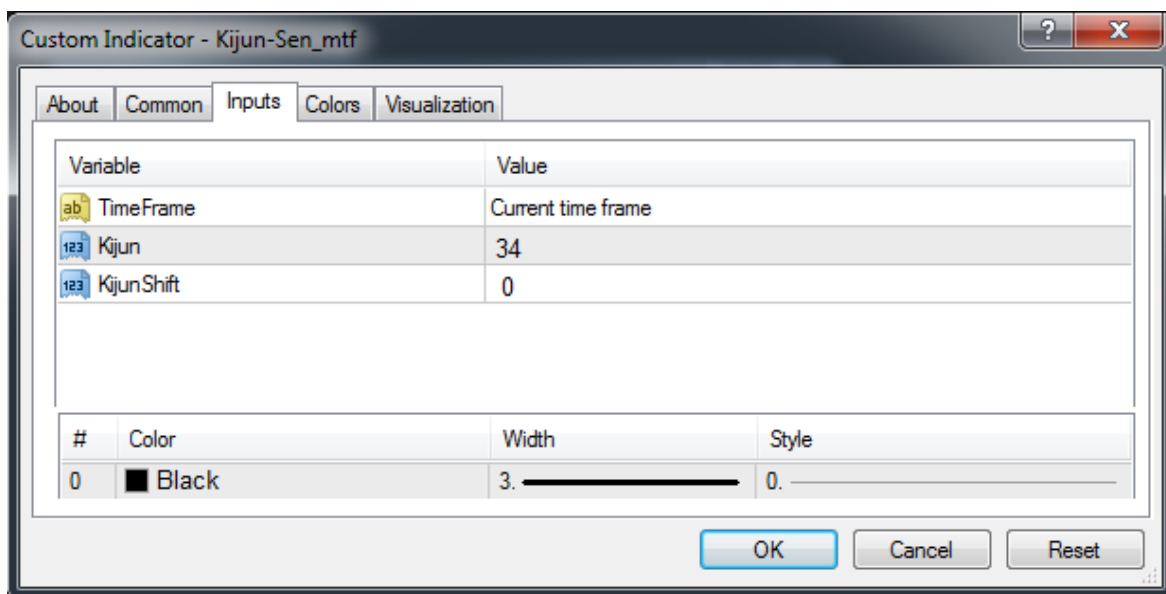 Custom Indicator - Kijun-Sen_mtf
? X
About Common Inputs Colors Visualization
Variable Value
ab TimeFrame Current time frame
123 Kijun 34
123 KijunShift 0
# Color Width Style
0 Black 3. 0.
OK Cancel Reset